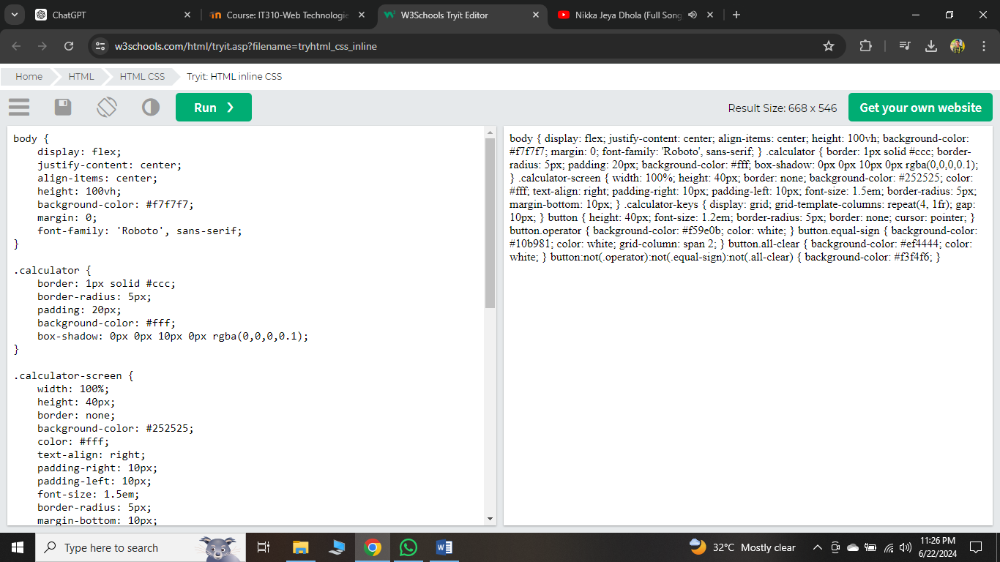 ChatGPT
Course: IT310-Web Technologie
W3Schools Tryit Editor
Nikka Jeya Dhola (Full Song
w3schools.com/html/tryit.asp?filename=tryhtml_css_inline
Home
HTML
HTML CSS
Tryit: HTML inline CSS
Run ❯
Result Size: 668 x 546
Get your own website
body {
    display: flex;
    justify-content: center;
    align-items: center;
    height: 100vh;
    background-color: #f7f7f7;
    margin: 0;
    font-family: 'Roboto', sans-serif;
}
.calculator {
    border: 1px solid #ccc;
    border-radius: 5px;
    padding: 20px;
    background-color: #fff;
    box-shadow: 0px 0px 10px 0px rgba(0,0,0,0.1);
}
.calculator-screen {
    width: 100%;
    height: 40px;
    border: none;
    background-color: #252525;
    color: #fff;
    text-align: right;
    padding-right: 10px;
    padding-left: 10px;
    font-size: 1.5em;
    border-radius: 5px;
    margin-bottom: 10px;
body { display: flex; justify-content: center; align-items: center; height: 100vh; background-color:
#f7f7f7; margin: 0; font-family: 'Roboto', sans-serif; } .calculator { border: 1px solid #ccc; border-
radius: 5px; padding: 20px; background-color: #fff; box-shadow: 0px 0px 10px 0px rgba(0,0,0,0.1);
} .calculator-screen { width: 100%; height: 40px; border: none; background-color: #252525; color:
#fff; text-align: right; padding-right: 10px; padding-left: 10px; font-size: 1.5em; border-radius: 5px;
margin-bottom: 10px; } .calculator-keys { display: grid; grid-template-columns: repeat(4, 1fr); gap:
10px; } button { height: 40px; font-size: 1.2em; border-radius: 5px; border: none; cursor: pointer; }
button.operator { background-color: #f59e0b; color: white; } button.equal-sign { background-color:
#10b981; color: white; grid-column: span 2; } button.all-clear { background-color: #ef4444; color:
white; } button:not(.operator):not(.equal-sign):not(.all-clear) { background-color: #f3f4f6; }
Type here to search
32°C Mostly clear
11:26 PM
6/22/2024